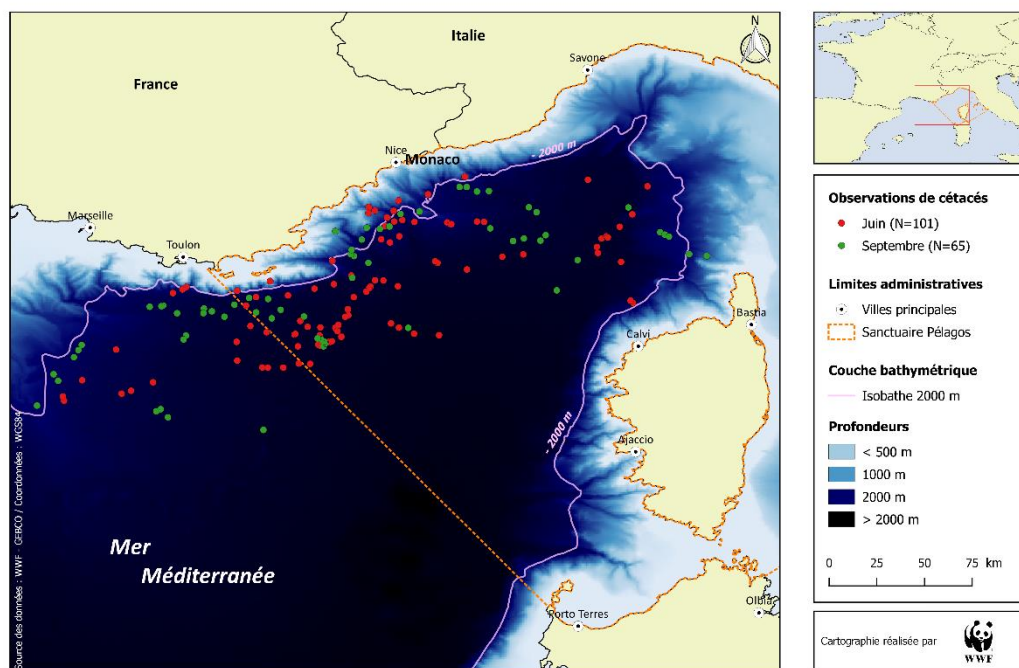 Italie
N
Savone
France
Nice
Monaco
- 2000 m
Marseille
Toulon
Bastia
Calvi
- 2000 m
Ajaccio
Mer
Méditerranée
Porto Terres
Olbia
Source des données : WWF - GEBCO / Coordonnées : WGS84
Observations de cétacés
Juin (N=101)
Septembre (N=65)
Limites administratives
Villes principales
Sanctuaire Pélagos
Couche bathymétrique
Isobathe 2000 m
Profondeurs
< 500 m
1000 m
2000 m
> 2000 m
0 25 50 75 km
Cartographie réalisée par
WWF